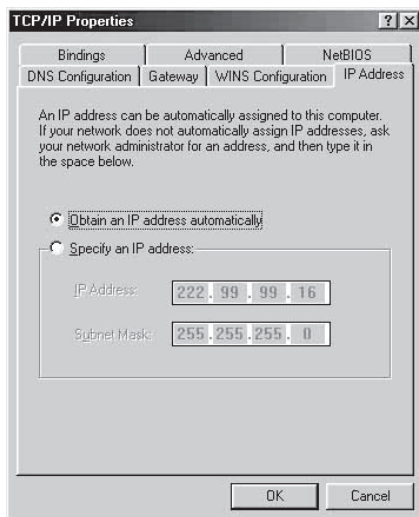 TCP/IP Properties
? X
Bindings Advanced NetBIOS
DNS Configuration Gateway WINS Configuration IP Address
An IP address can be automatically assigned to this computer.
If your network does not automatically assign IP addresses, ask
your network administrator for an address, and then type it in
the space below.
Obtain an IP address automatically
Specify an IP address:
IP Address: 222 . 99 . 99 . 16
Subnet Mask: 255 . 255 . 255 . 0
OK Cancel